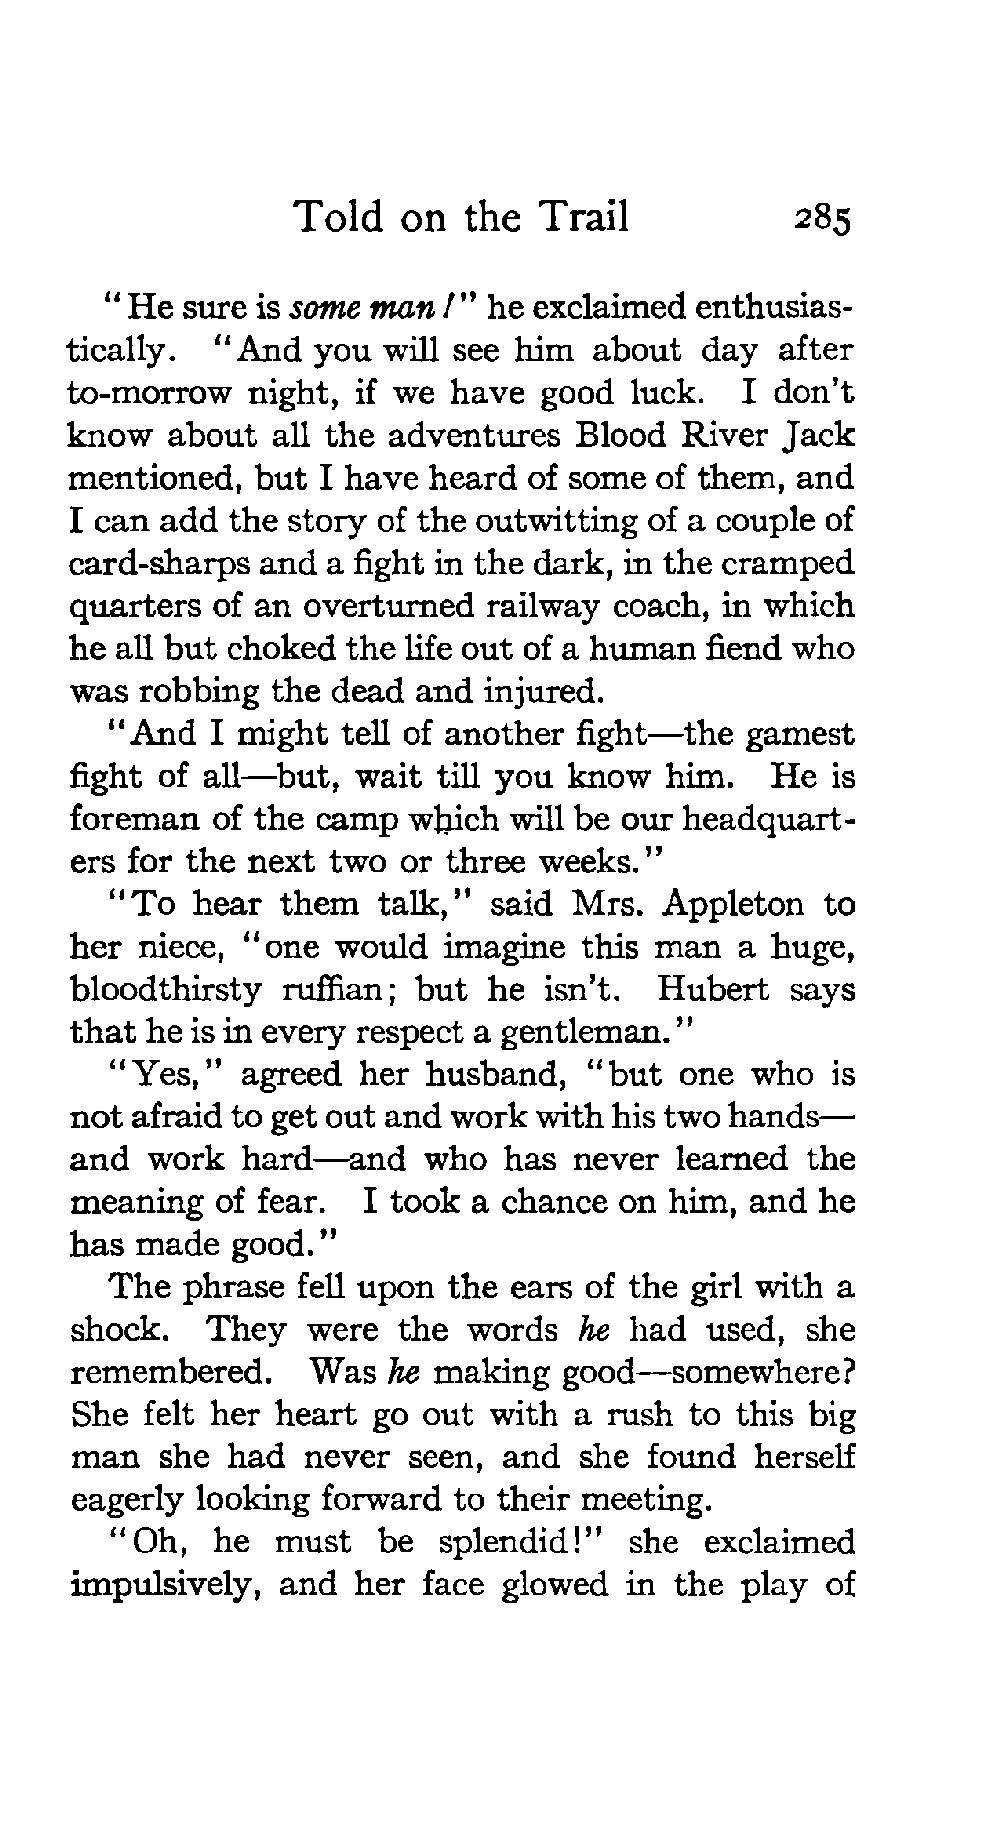 Told on the Trail 285
"He sure is some man!" he exclaimed enthusias-
tically. "And you will see him about day after
to-morrow night, if we have good luck. I don't
know about all the adventures Blood River Jack
mentioned, but I have heard of some of them, and
I can add the story of the outwitting of a couple of
card-sharps and a fight in the dark, in the cramped
quarters of an overturned railway coach, in which
he all but choked the life out of a human fiend who
was robbing the dead and injured.
"And I might tell of another fight—the gamest
fight of all—but, wait till you know him. He is
foreman of the camp which will be our headquart-
ers for the next two or three weeks."
"To hear them talk," said Mrs. Appleton to
her niece, "one would imagine this man a huge,
bloodthirsty ruffian; but he isn't. Hubert says
that he is in every respect a gentleman."
"Yes," agreed her husband, "but one who is
not afraid to get out and work with his two hands—
and work hard—and who has never learned the
meaning of fear. I took a chance on him, and he
has made good."
The phrase fell upon the ears of the girl with a
shock. They were the words he had used, she
remembered. Was he making good—somewhere?
She felt her heart go out with a rush to this big
man she had never seen, and she found herself
eagerly looking forward to their meeting.
"Oh, he must be splendid!" she exclaimed
impulsively, and her face glowed in the play of